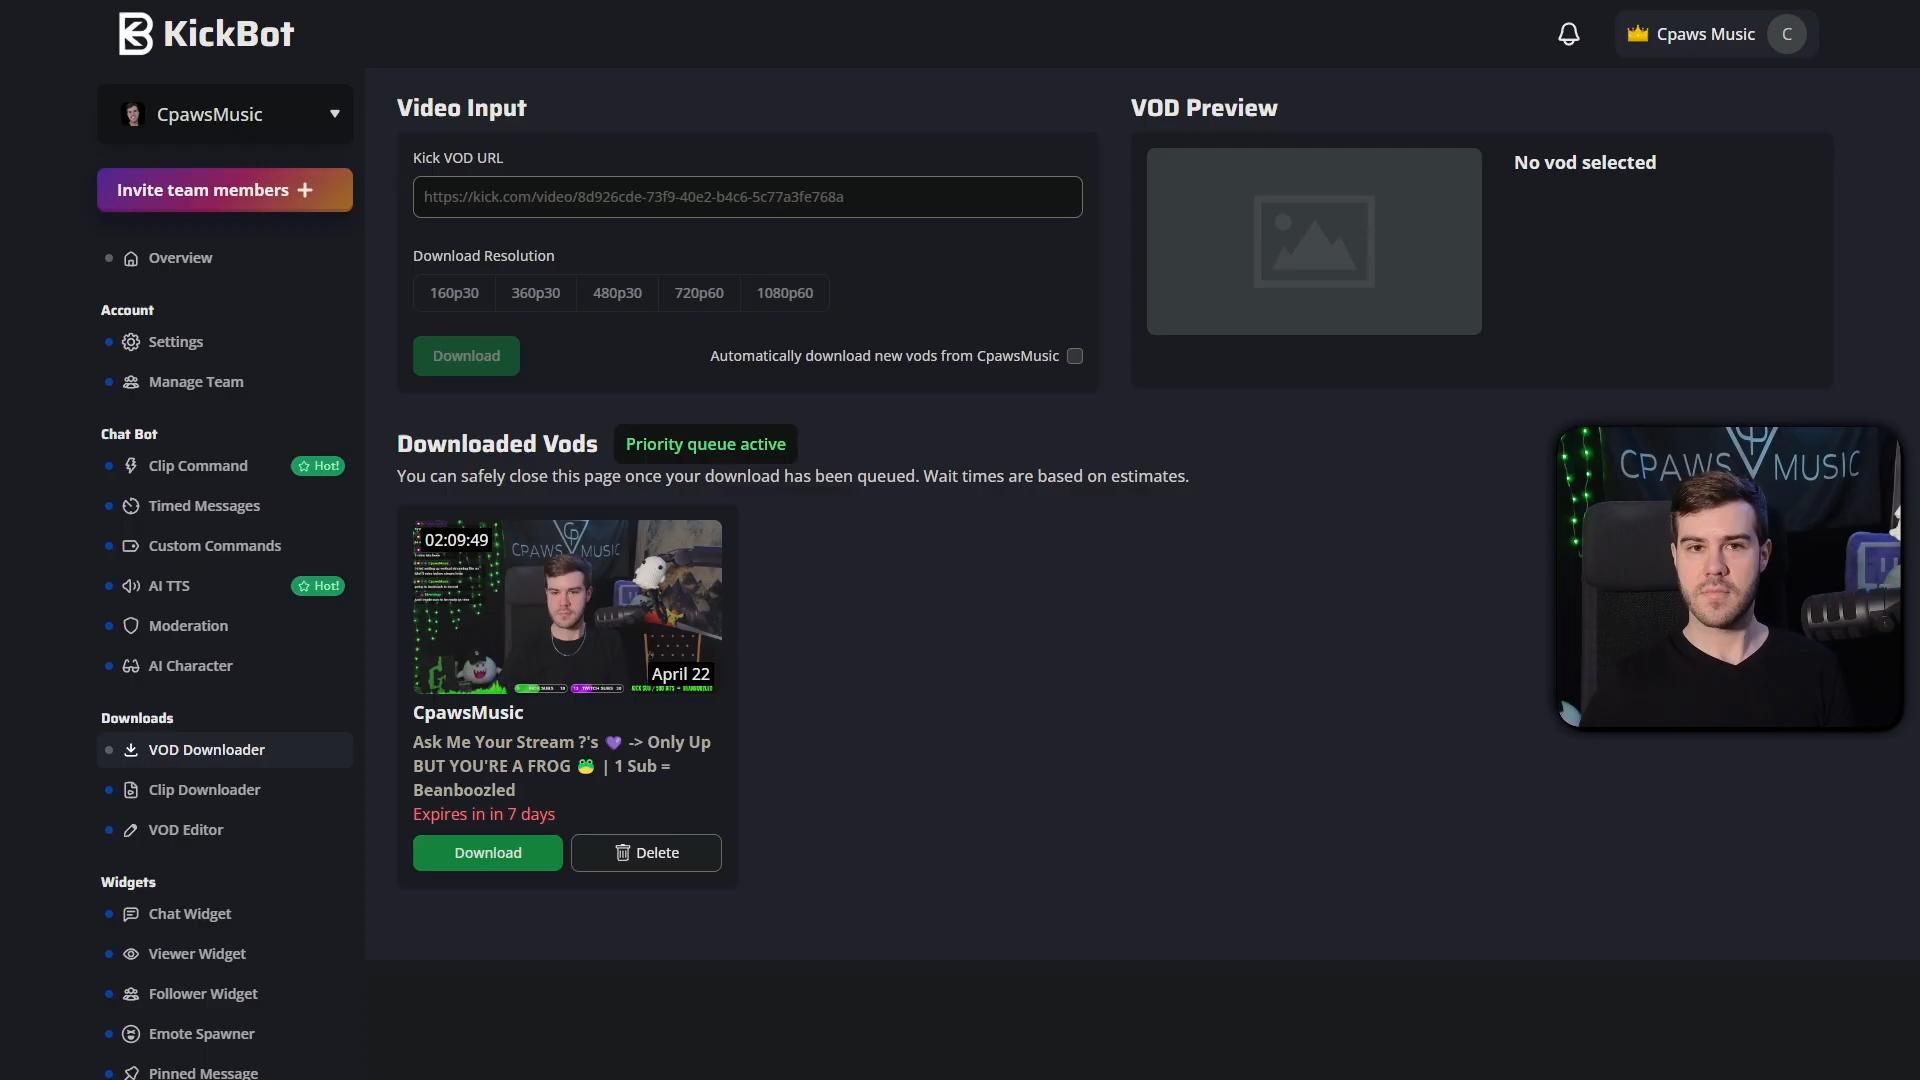 KickBot
Cpaws Music
C
CpawsMusic
Invite team members
Overview
Account
Settings
Manage Team
Chat Bot
Clip Command
Hot!
Timed Messages
Custom Commands
AI TTS
Hot!
Moderation
AI Character
Downloads
VOD Downloader
Clip Downloader
VOD Editor
Widgets
Chat Widget
Viewer Widget
Follower Widget
Emote Spawner
Pinned Message
Video Input
Kick VOD URL
https://kick.com/video/8d926cde-73f9-40e2-b4c6-5c77a3fe768a
Download Resolution
160p30
360p30
480p30
720p60
1080p60
Download
Automatically download new vods from CpawsMusic
VOD Preview
No vod selected
Downloaded Vods
Priority queue active
You can safely close this page once your download has been queued. Wait times are based on estimates.
02:09:49
CPAWS MUSIC
April 22
CpawsMusic
Ask Me Your Stream ?'s 💜 -> Only Up
BUT YOU'RE A FROG 🐸 | 1 Sub =
Beanboozled
Expires in in 7 days
Download
Delete
CPAWS MUSIC